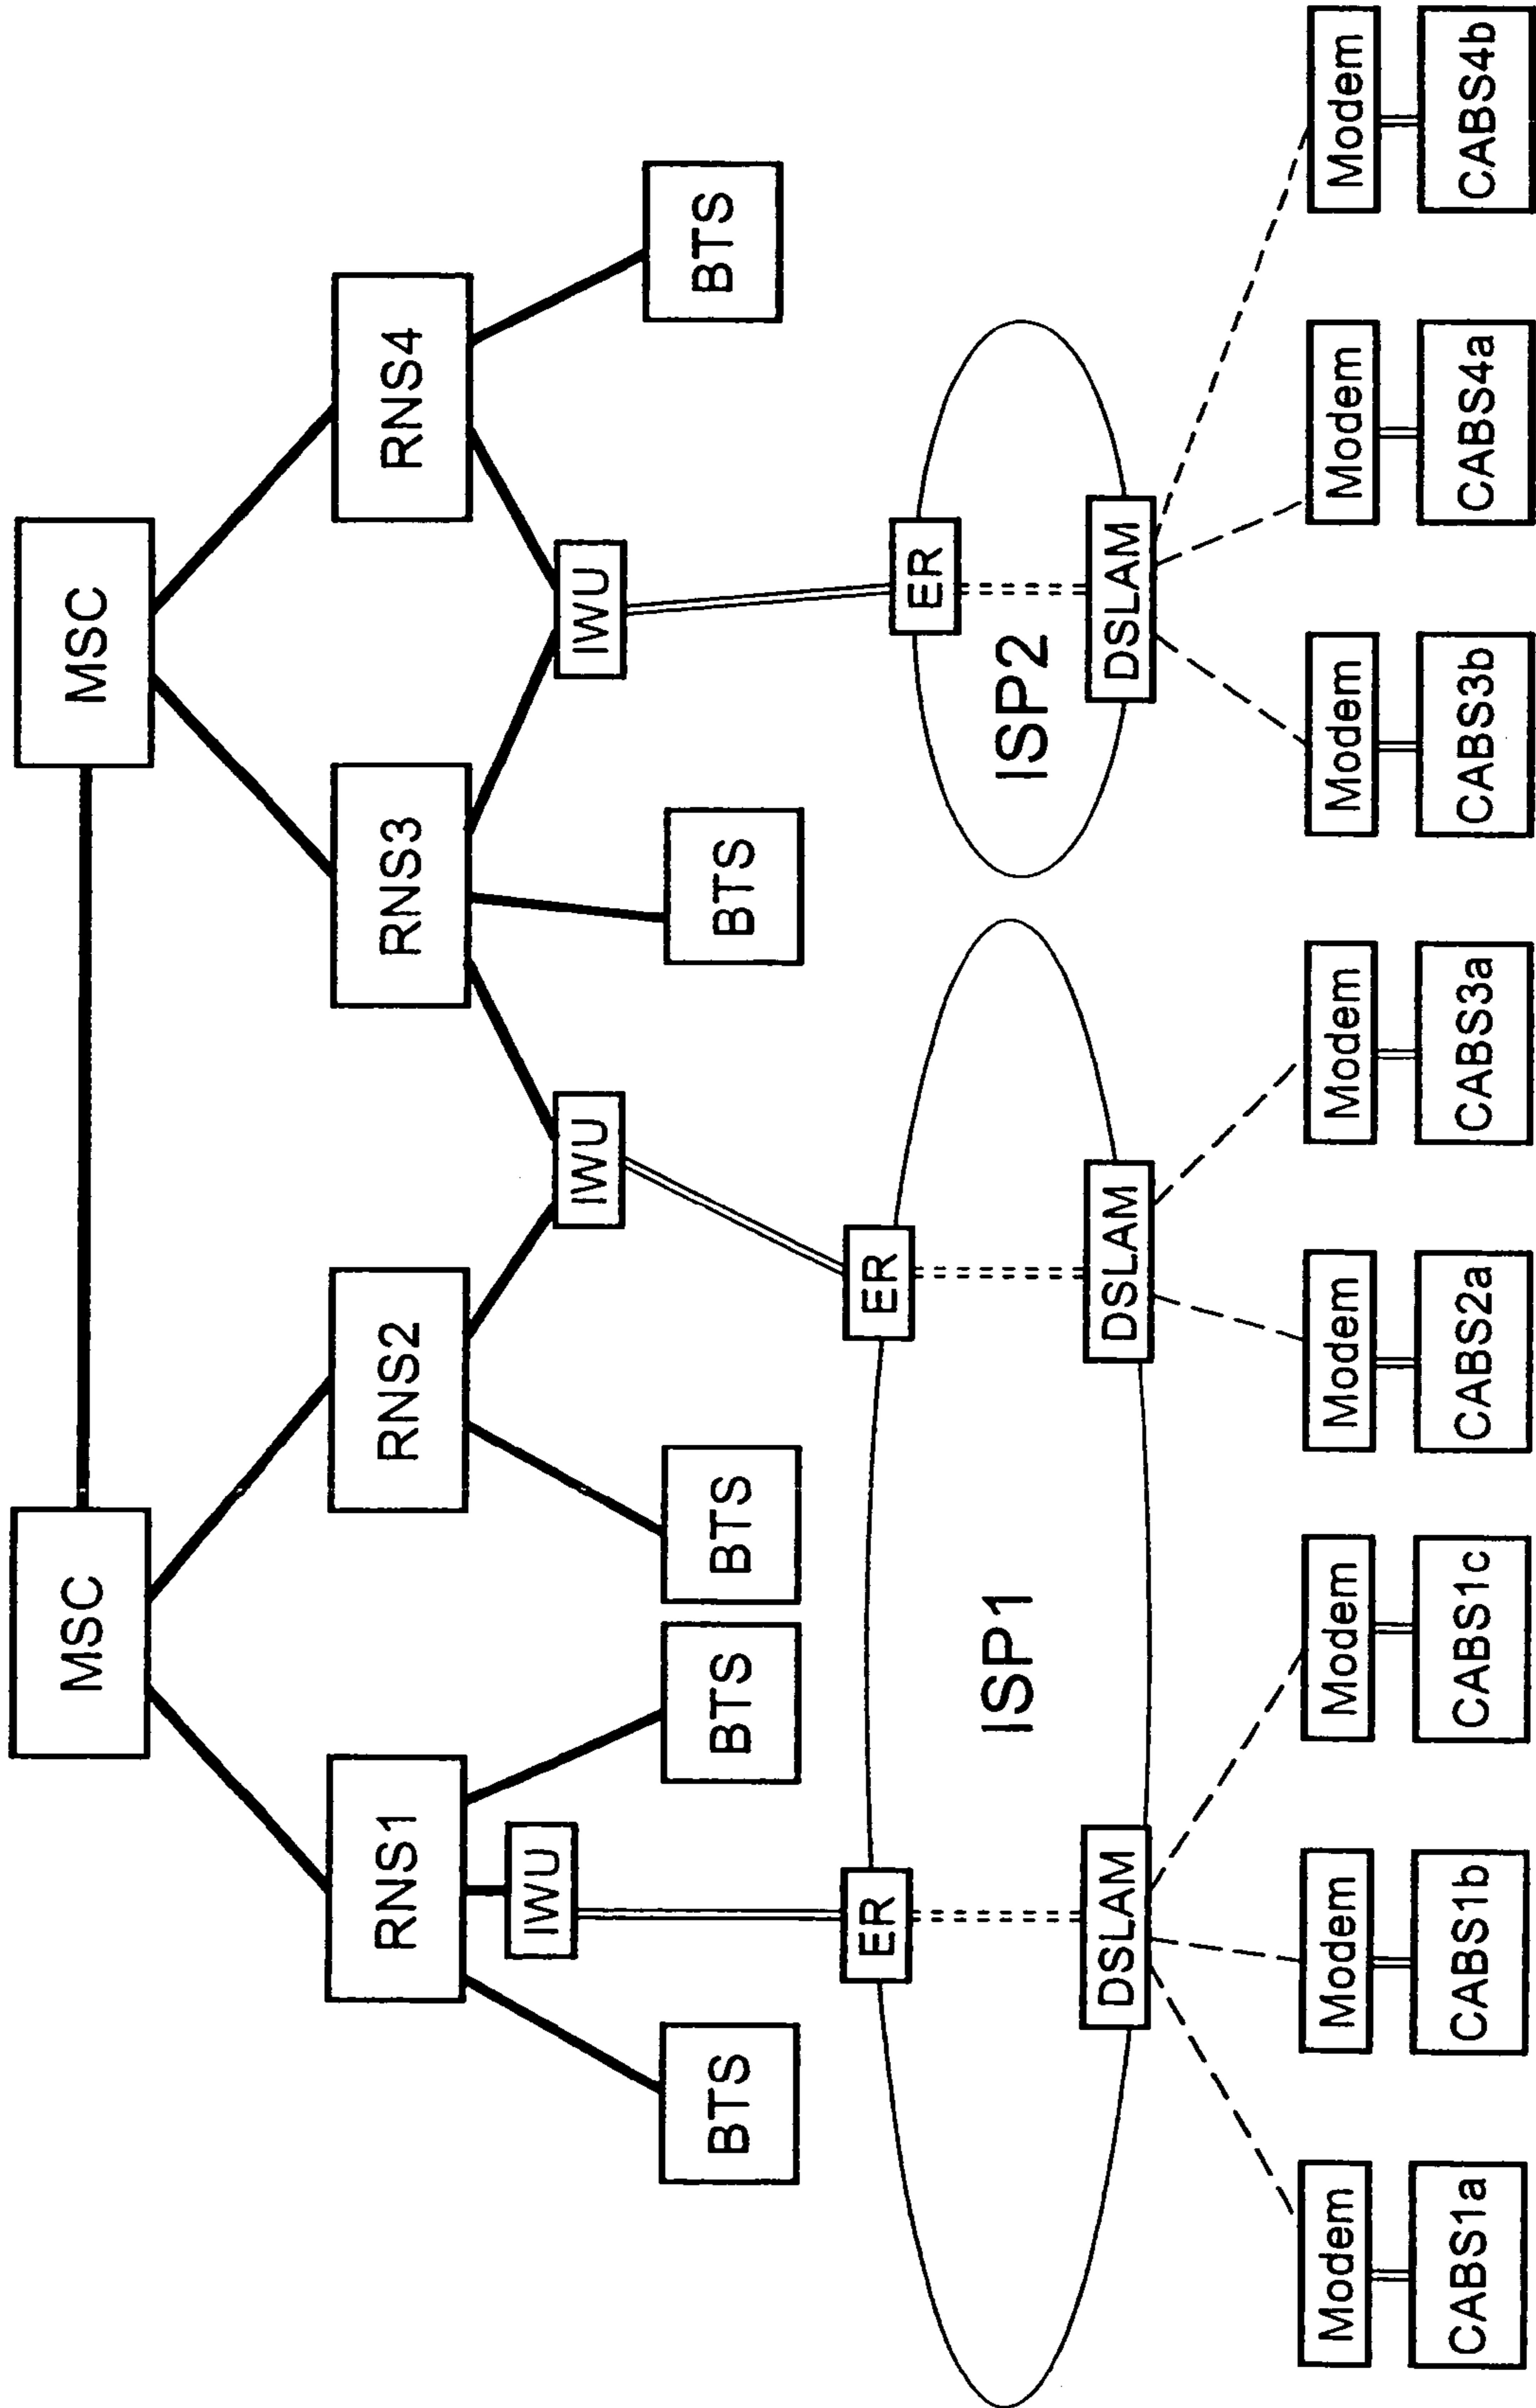 MSC
MSC
RNS1
RNS2
RNS3
RNS4
IWU
IWU
IWU
BTS
BTS
BTS
BTS
BTS
ER
ER
ER
ISP1
ISP2
DSLAM
DSLAM
DSLAM
Modem
Modem
Modem
Modem
Modem
Modem
Modem
Modem
CABS1a
CABS1b
CABS1c
CABS2a
CABS3a
CABS3b
CABS4a
CABS4b